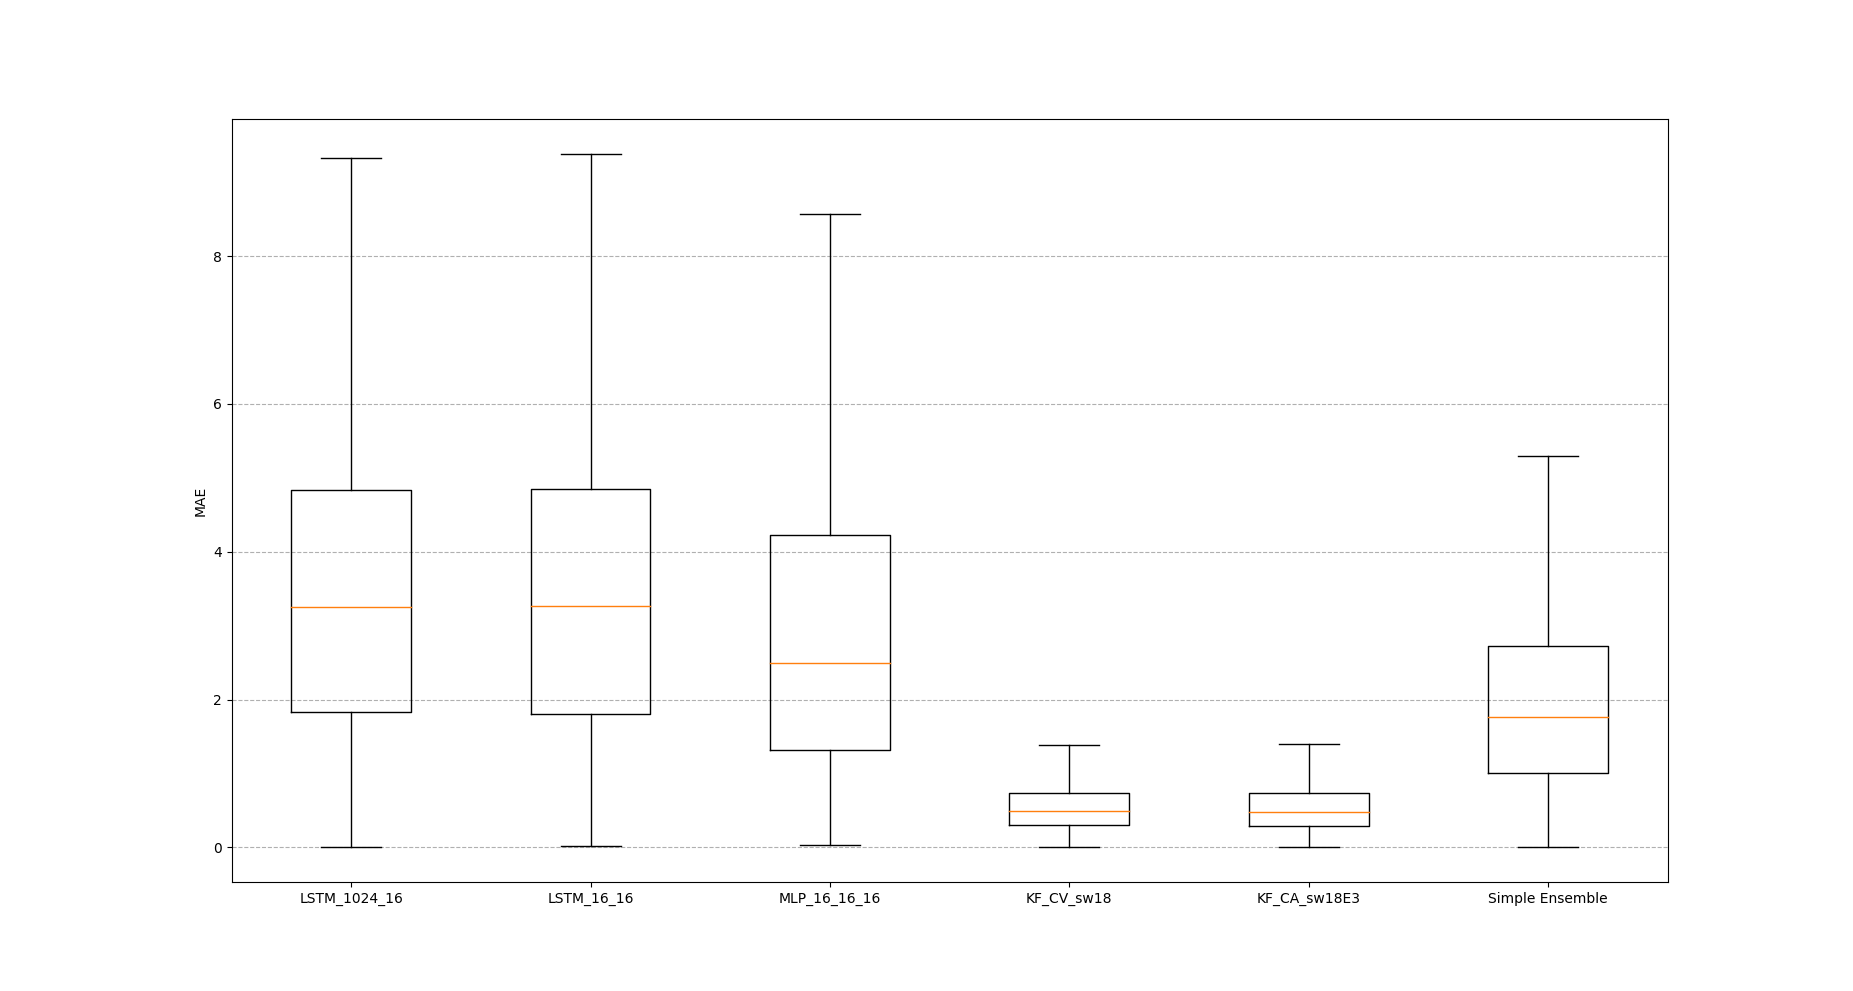 MAE
8
6
4
2
0
LSTM_1024_16
LSTM_16_16
MLP_16_16_16
KF_CV_sw18
KF_CA_sw18E3
Simple Ensemble